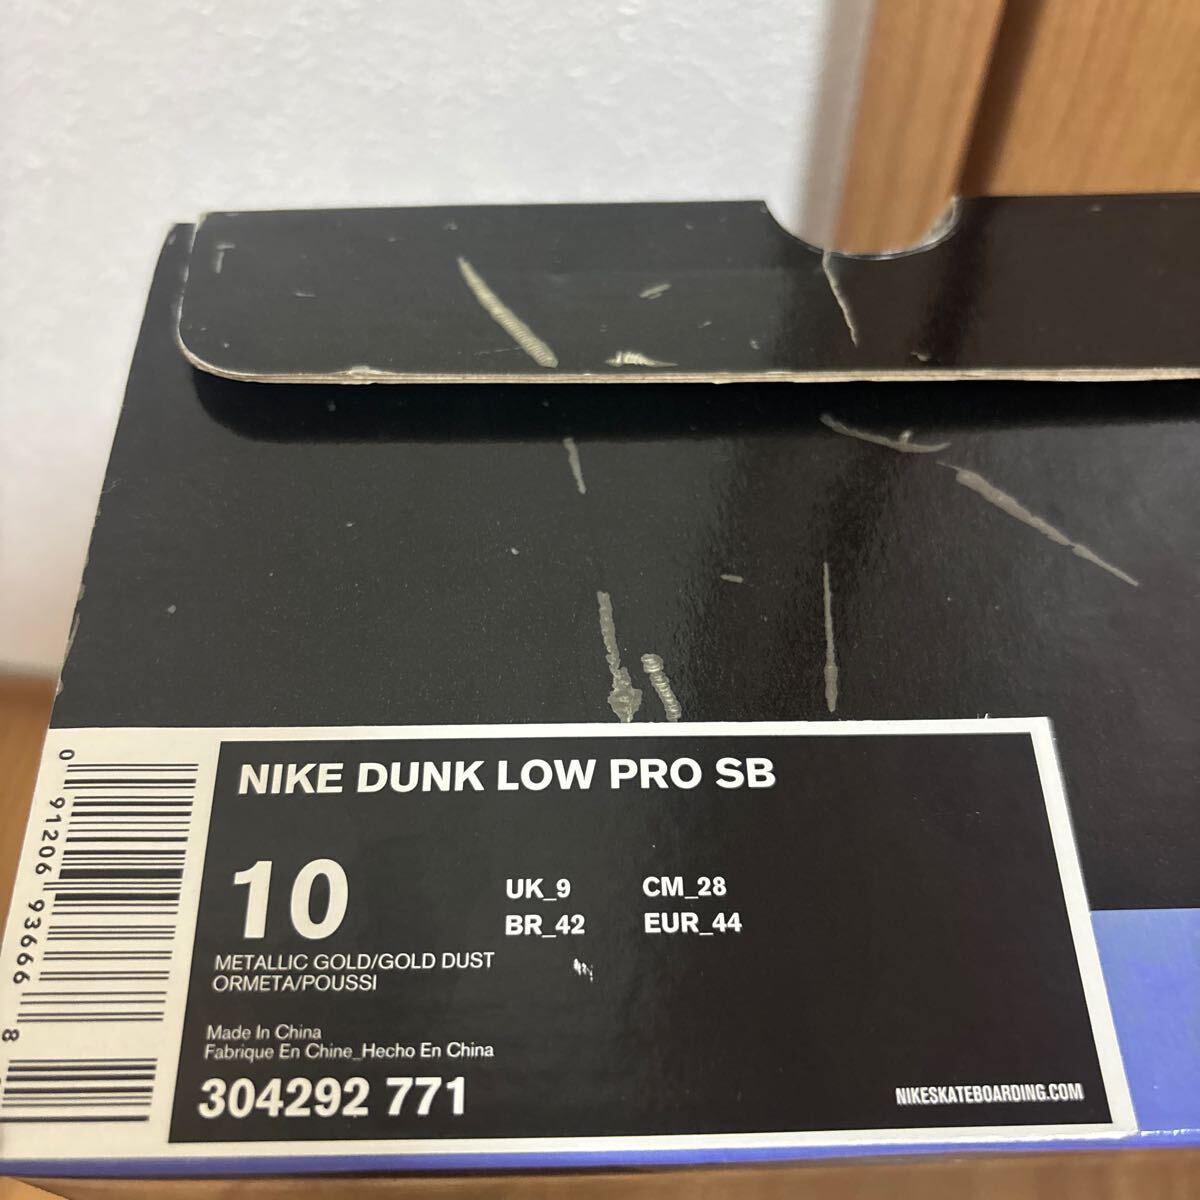 NIKE DUNK LOW PRO SB
10
UK_9 CM_28
BR_42 EUR_44
METALLIC GOLD/GOLD DUST
ORMETA/POUSSI
Made In China
Fabrique En Chine_Hecho En China
304292 771
NIKESKATEBOARDING.COM
0 91206 93666 8